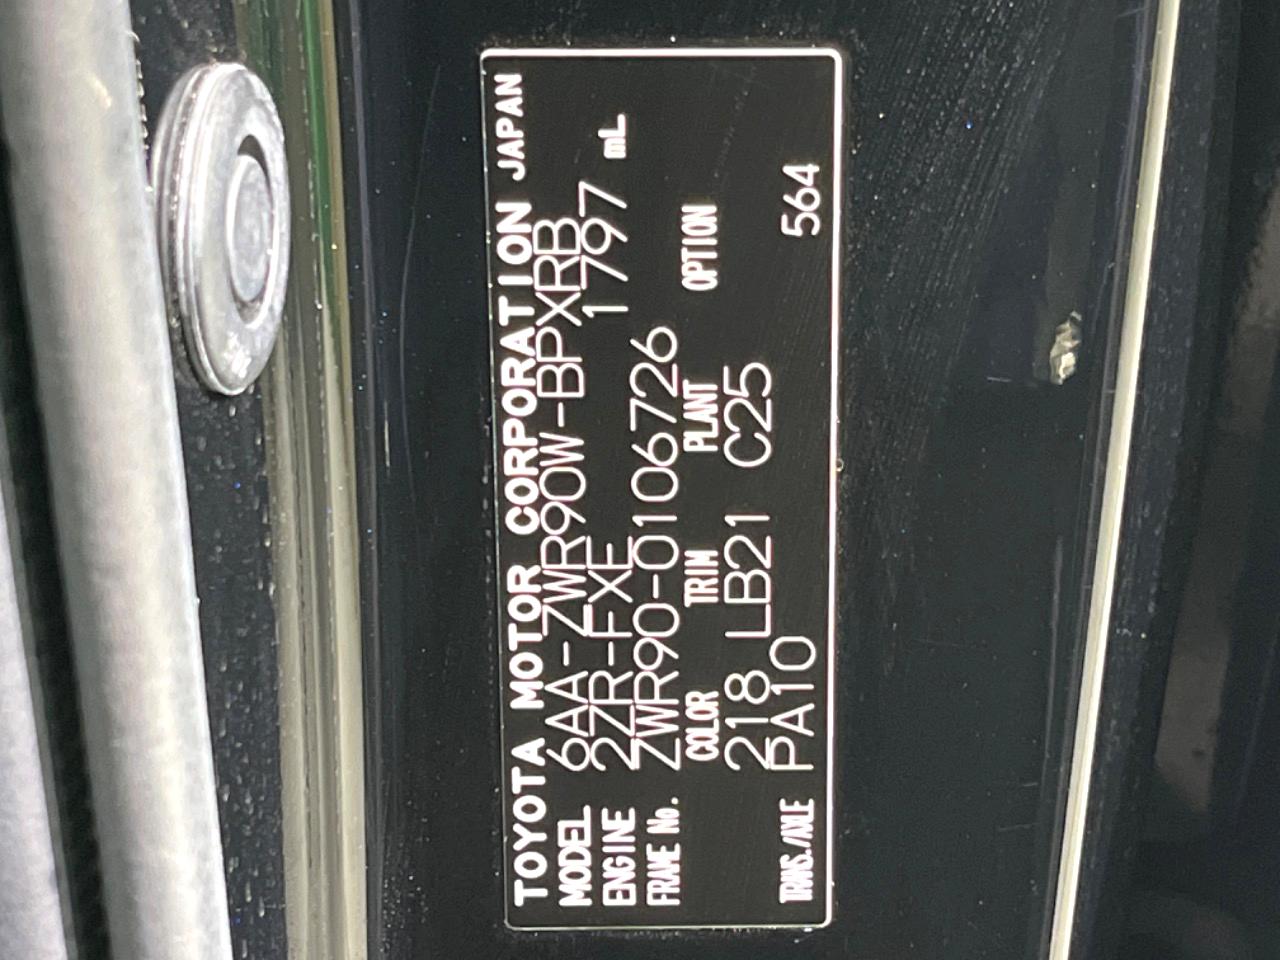 TOYOTA MOTOR CORPORATION JAPAN
MODEL 6AA-ZWR90W-BPXRB
ENGINE 2ZR-FXE 1797 mL
FRAME No. ZWR90-0106726
COLOR TRIM PLANT OPTION
218 LB21 C25
TRANS./AXLE PA10 564